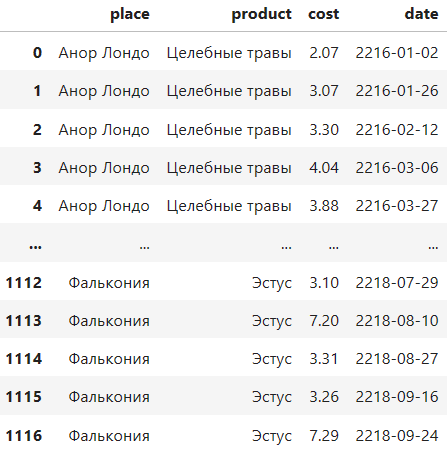 place product cost date
0 Анор Лондо Целебные травы 2.07 2216-01-02
1 Анор Лондо Целебные травы 3.07 2216-01-26
2 Анор Лондо Целебные травы 3.30 2216-02-12
3 Анор Лондо Целебные травы 4.04 2216-03-06
4 Анор Лондо Целебные травы 3.88 2216-03-27
... ... ... ... ...
1112 Фалькония Эстус 3.10 2218-07-29
1113 Фалькония Эстус 7.20 2218-08-10
1114 Фалькония Эстус 3.31 2218-08-27
1115 Фалькония Эстус 3.26 2218-09-16
1116 Фалькония Эстус 7.29 2218-09-24